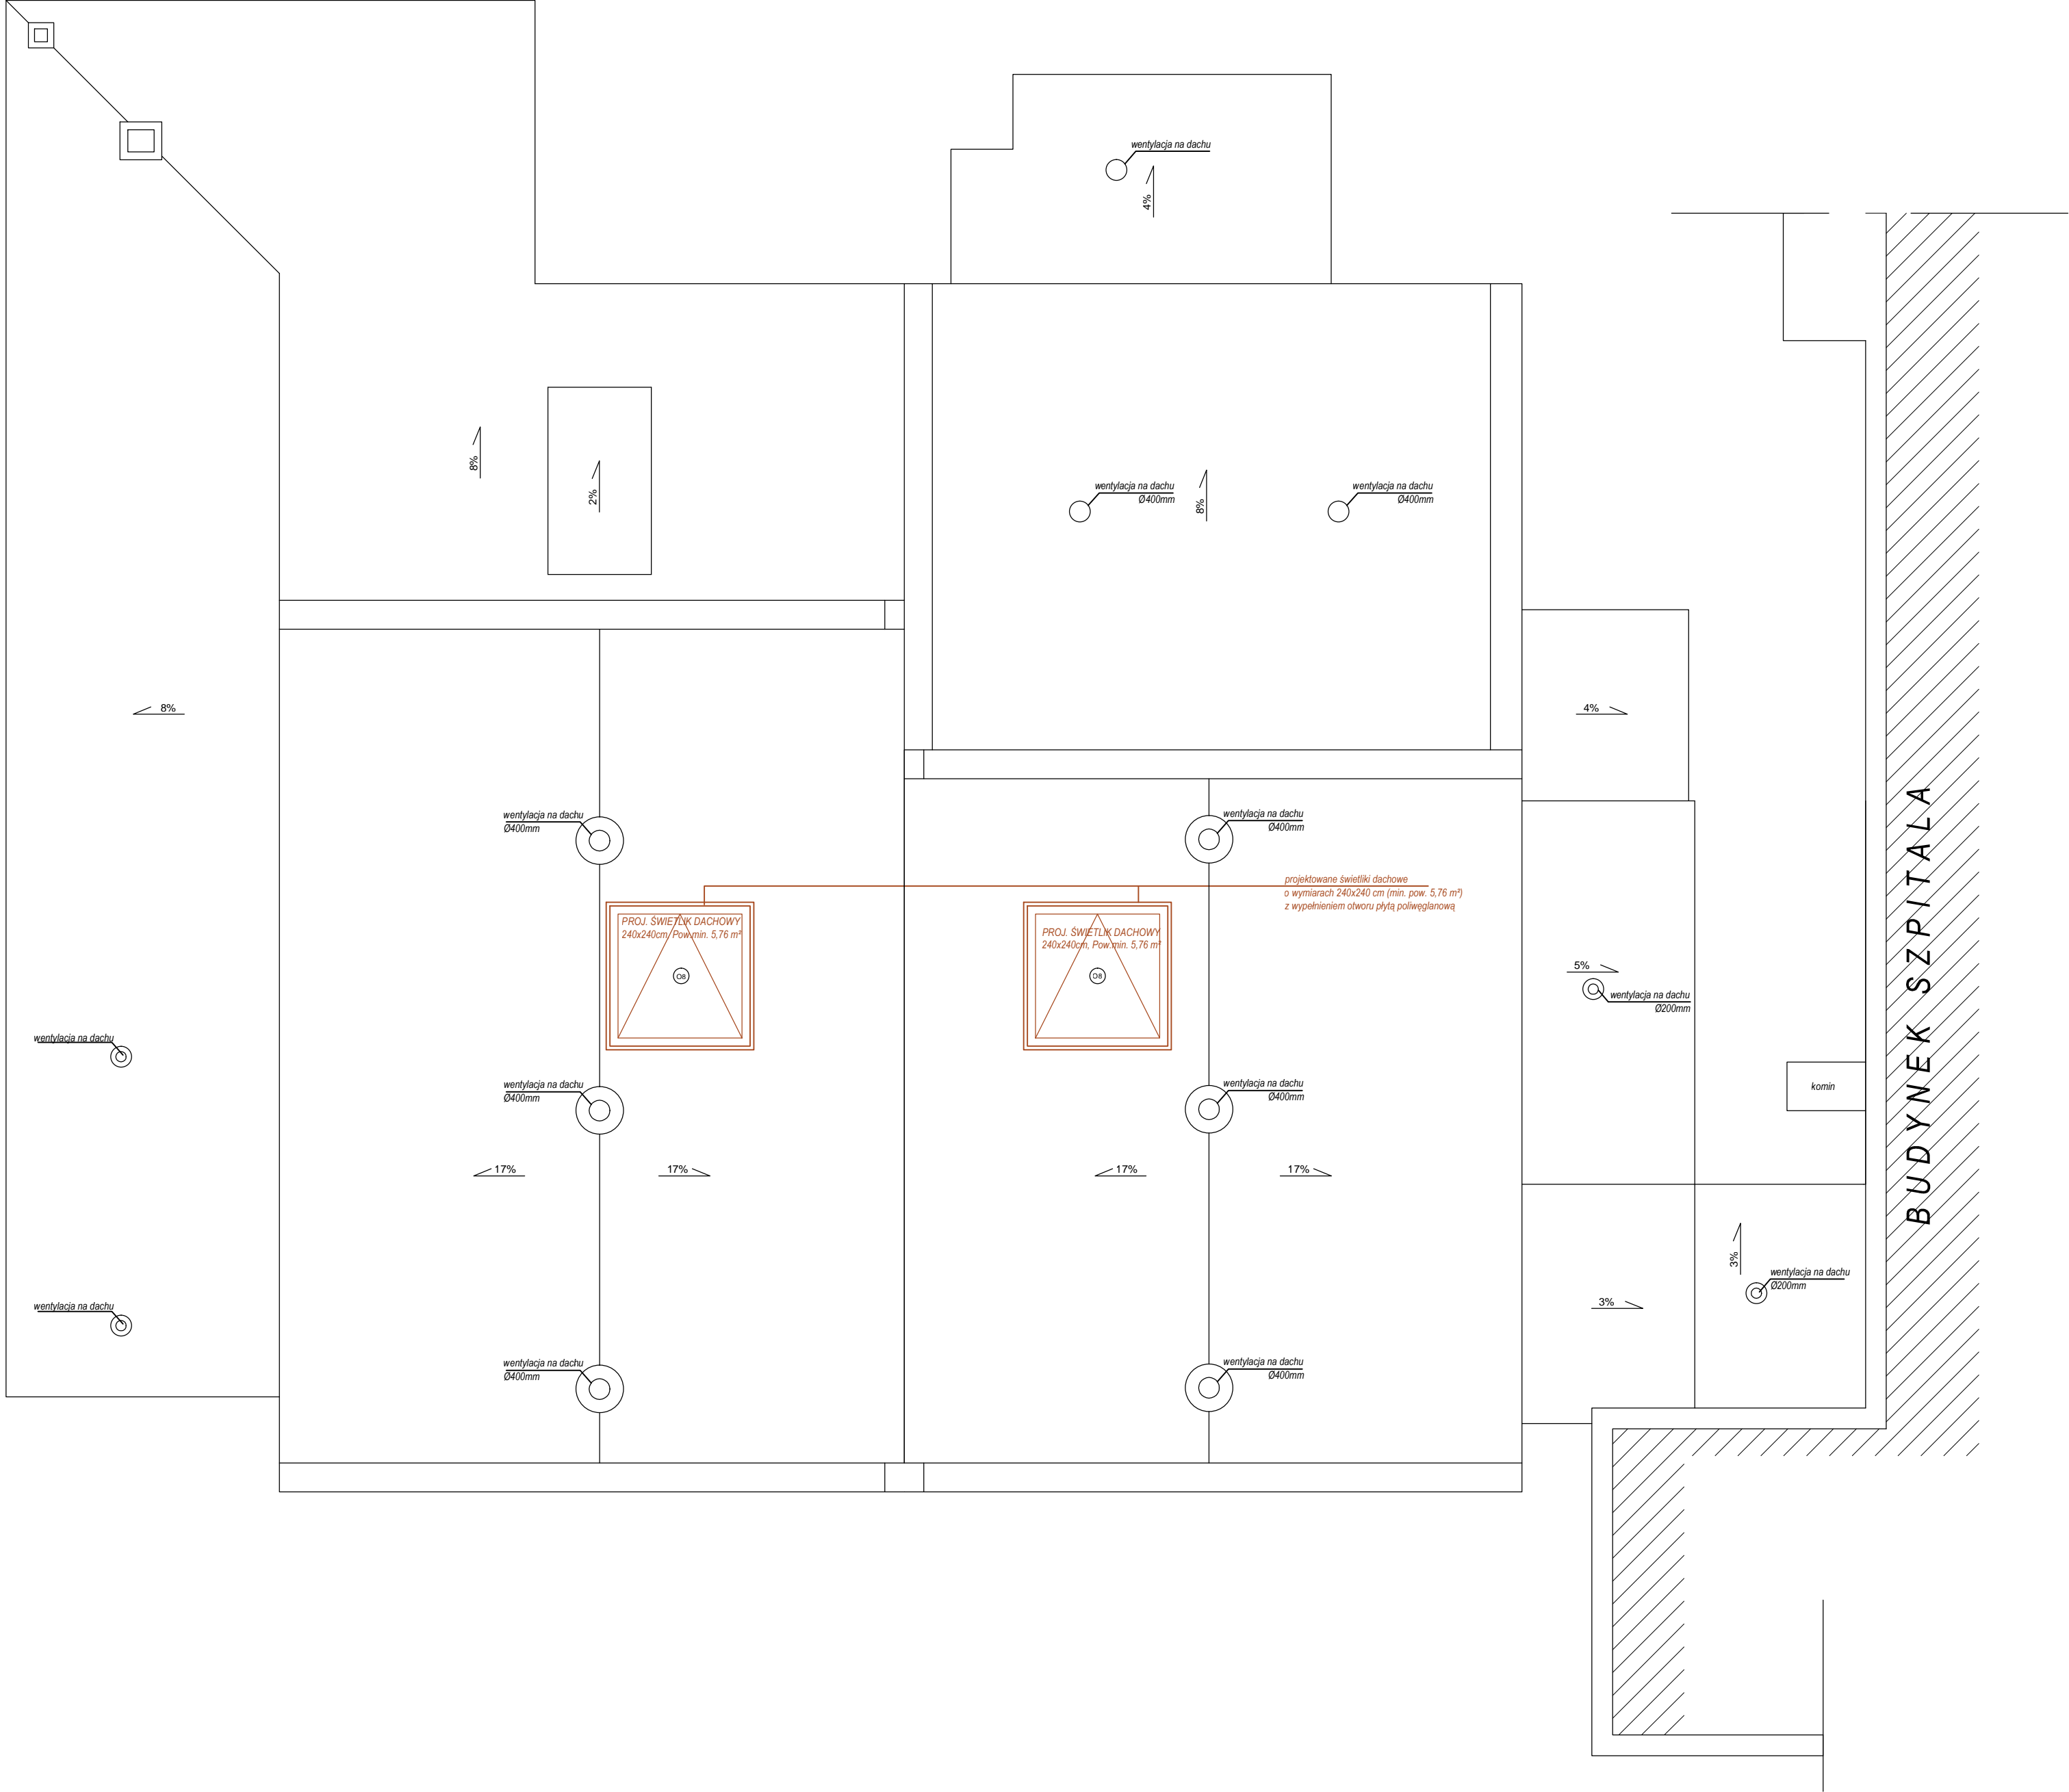 wentylacja na dachu
4%
8%
2%
wentylacja na dachu
Ø400mm
8%
wentylacja na dachu
Ø400mm
8%
4%
wentylacja na dachu
Ø400mm
wentylacja na dachu
Ø400mm
projektowane świetliki dachowe
o wymiarach 240x240 cm (min. pow. 5,76 m²)
z wypełnieniem otworu płytą poliwęglanową
PROJ. ŚWIETLIK DACHOWY
240x240cm, Pow.min. 5,76 m²
O8
PROJ. ŚWIETLIK DACHOWY
240x240cm, Pow.min. 5,76 m²
O8
5%
wentylacja na dachu
Ø200mm
BUDYNEK SZPITALA
wentylacja na dachu
wentylacja na dachu
Ø400mm
wentylacja na dachu
Ø400mm
komin
17%
17%
17%
17%
3%
wentylacja na dachu
Ø200mm
3%
wentylacja na dachu
wentylacja na dachu
Ø400mm
wentylacja na dachu
Ø400mm